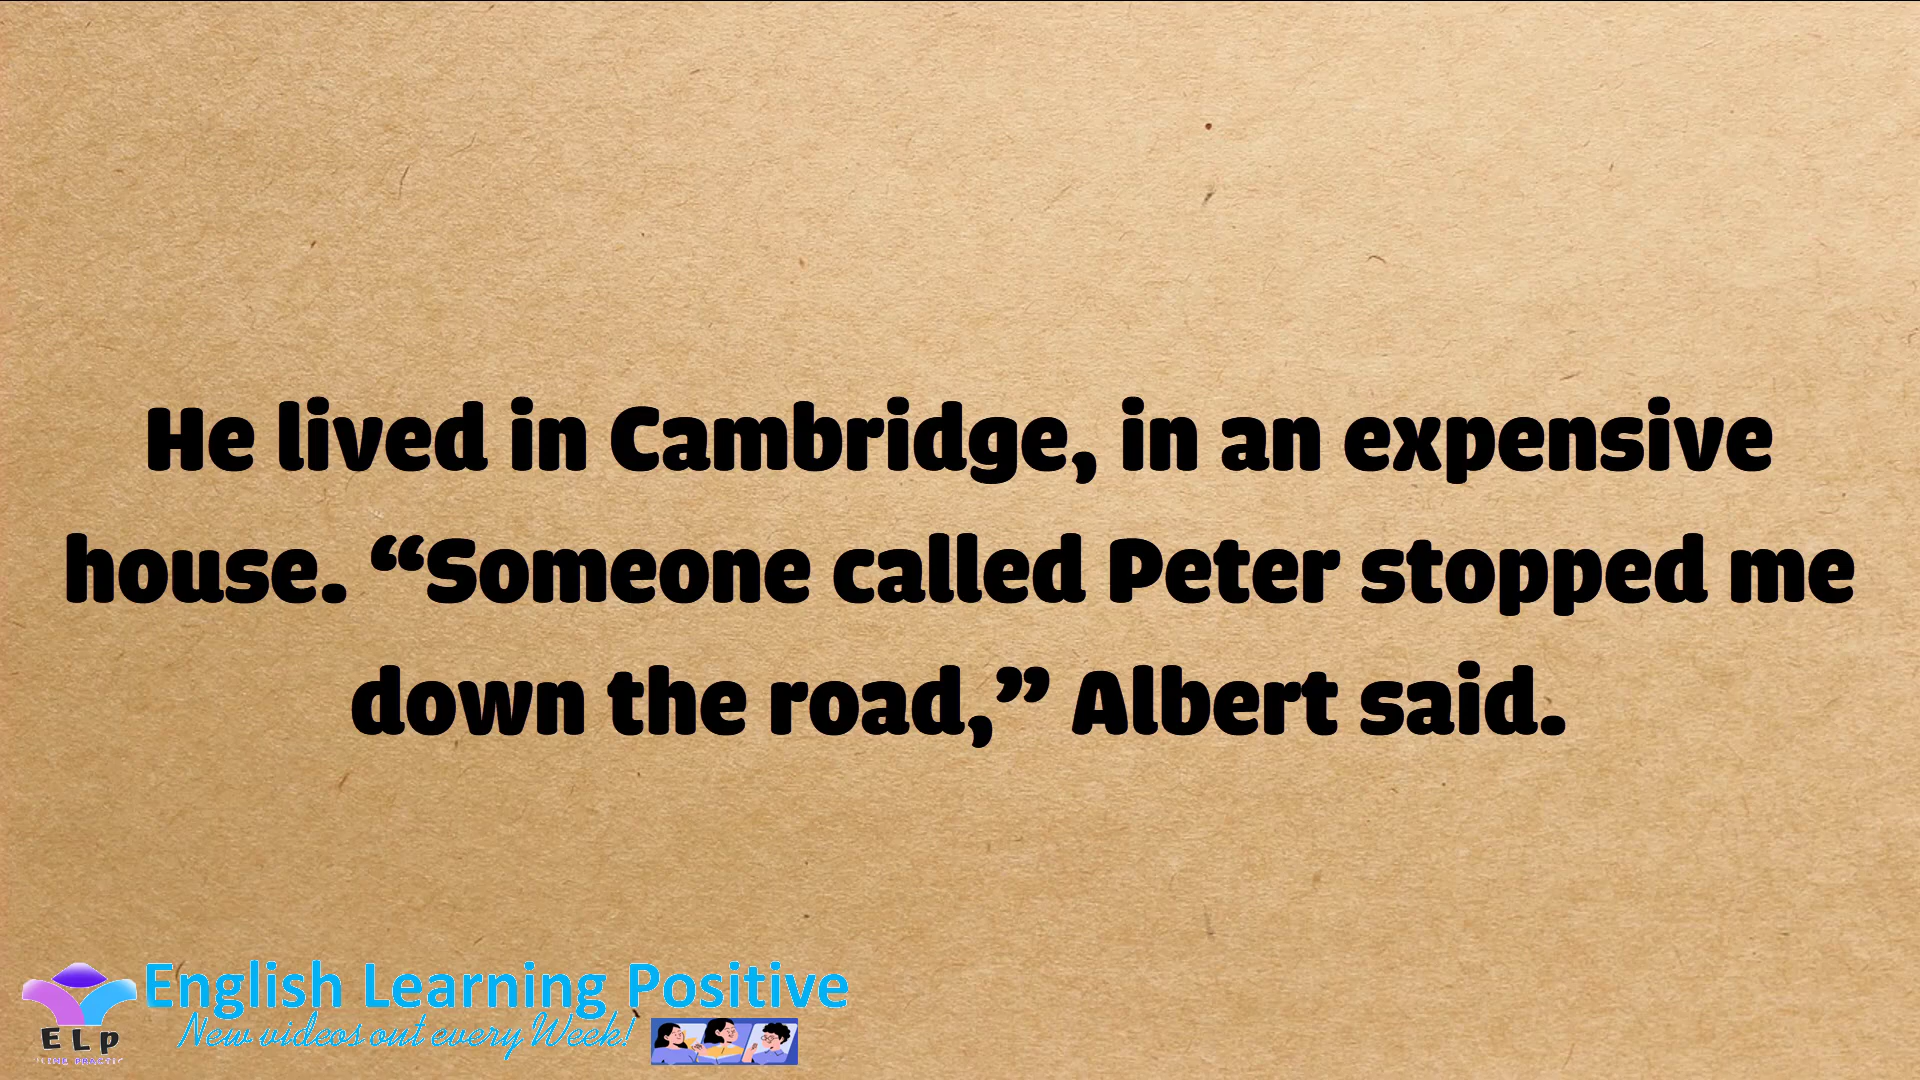 He lived in Cambridge, in an expensive
house. “Someone called Peter stopped me
down the road,” Albert said.
English Learning Positive
New videos out every Week!
ELP